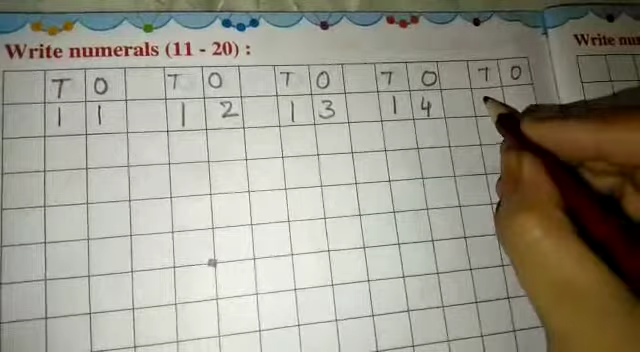 Write numerals (11 - 20) :
Write nu
T O T O T O T O T O
1 1 1 2 1 3 1 4